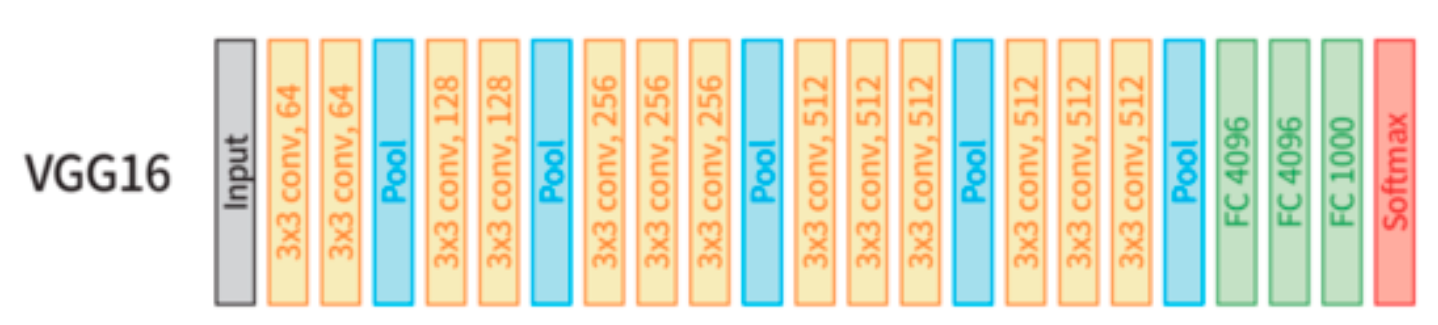 VGG16
Input
3x3 conv, 64
3x3 conv, 64
Pool
3x3 conv, 128
3x3 conv, 128
Pool
3x3 conv, 256
3x3 conv, 256
3x3 conv, 256
Pool
3x3 conv, 512
3x3 conv, 512
3x3 conv, 512
Pool
3x3 conv, 512
3x3 conv, 512
3x3 conv, 512
Pool
FC 4096
FC 4096
FC 1000
Softmax